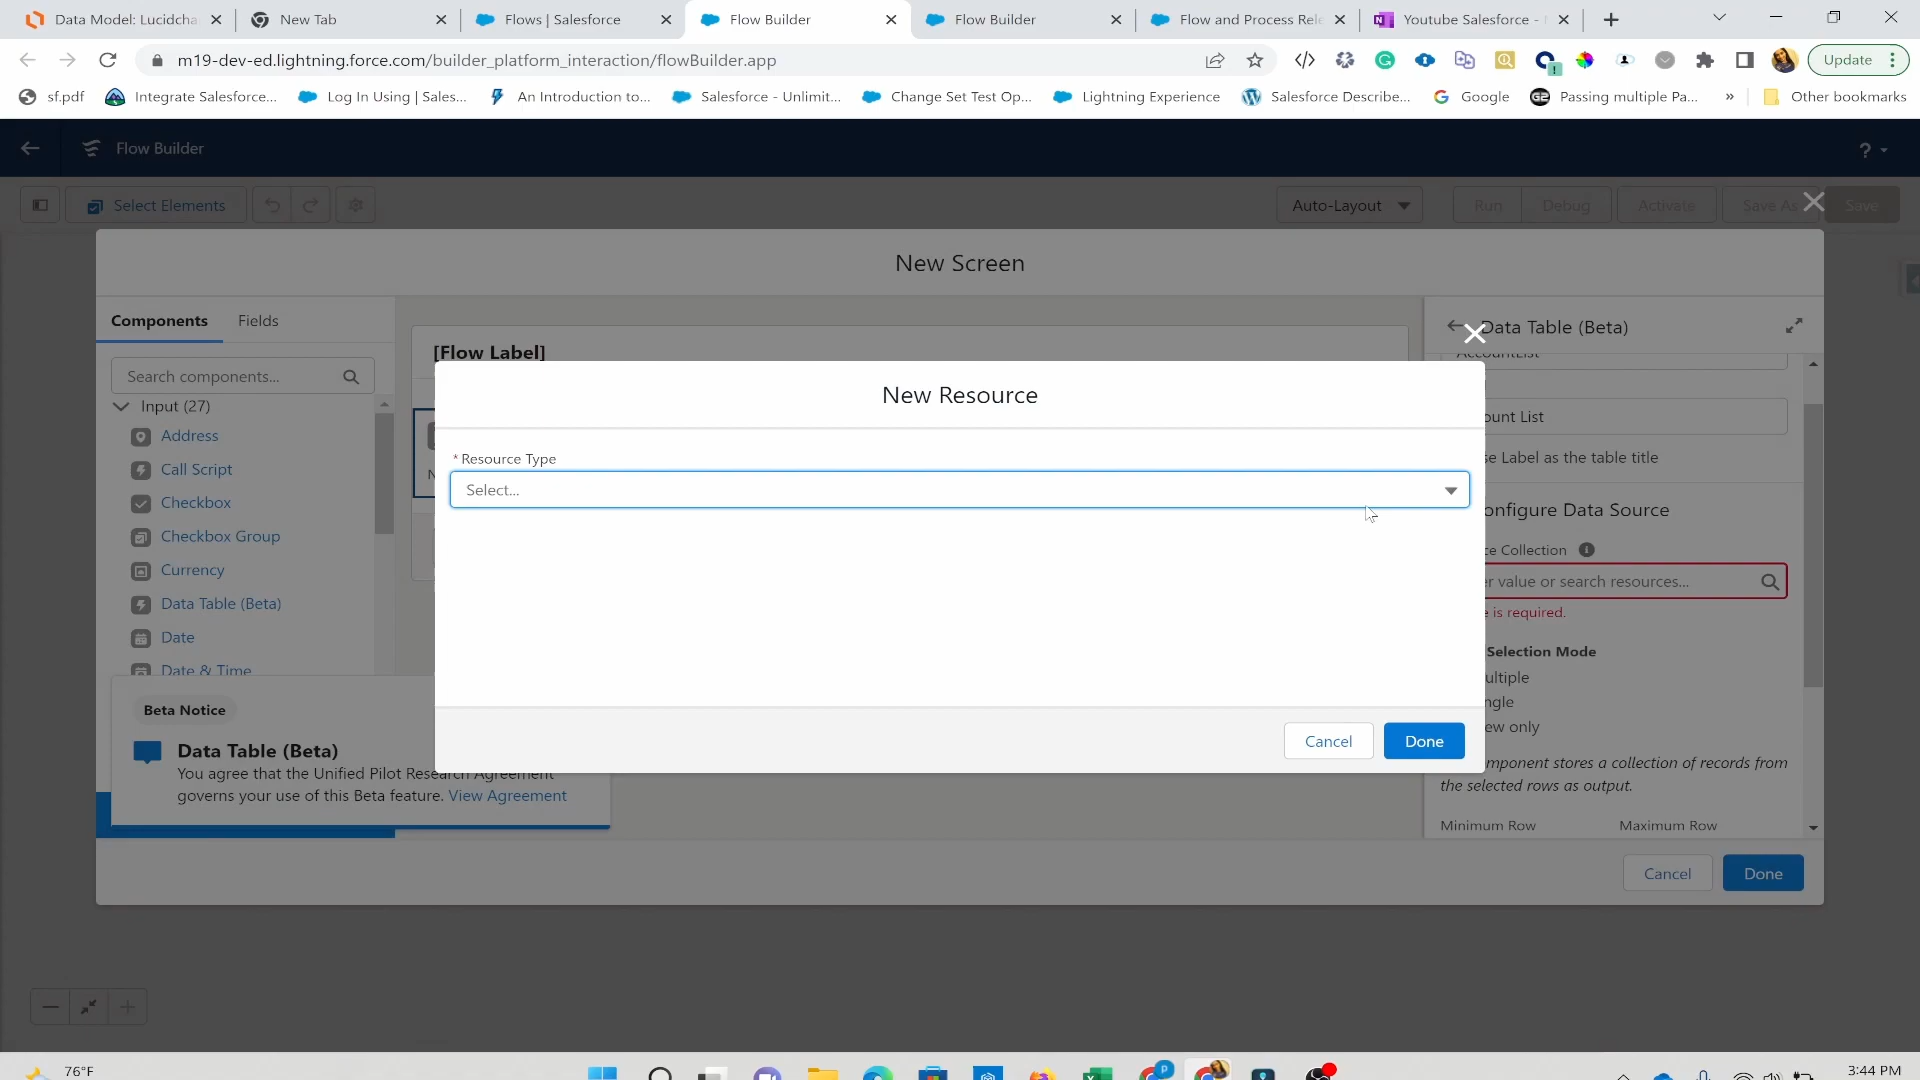 Data Model: Lucidcha
New Tab
Flows | Salesforce
Flow Builder
Flow Builder
Flow and Process Rele
Youtube Salesforce -
m19-dev-ed.lightning.force.com/builder_platform_interaction/flowBuilder.app
Update
sf.pdf
Integrate Salesforce...
Log In Using | Sales...
An Introduction to...
Salesforce - Unlimit...
Change Set Test Op...
Lightning Experience
Salesforce Describe...
Google
Passing multiple Pa...
»
Other bookmarks
Flow Builder
?
Select Elements
Auto-Layout
Run
Debug
Activate
Save As
Save
New Screen
Components
Fields
Search components...
Input (27)
Address
Call Script
Checkbox
Checkbox Group
Currency
Data Table (Beta)
Date
Date & Time
Beta Notice
Data Table (Beta)
You agree that the Unified Pilot Research Agreement
governs your use of this Beta feature. View Agreement
[Flow Label]
New Resource
* Resource Type
Select...
Cancel
Done
Data Table (Beta)
AccountList
ount List
se Label as the table title
onfigure Data Source
ce Collection
er value or search resources...
e is required.
Selection Mode
ultiple
ngle
ew only
mponent stores a collection of records from
the selected rows as output.
Minimum Row
Maximum Row
Cancel
Done
76°F
3:44 PM